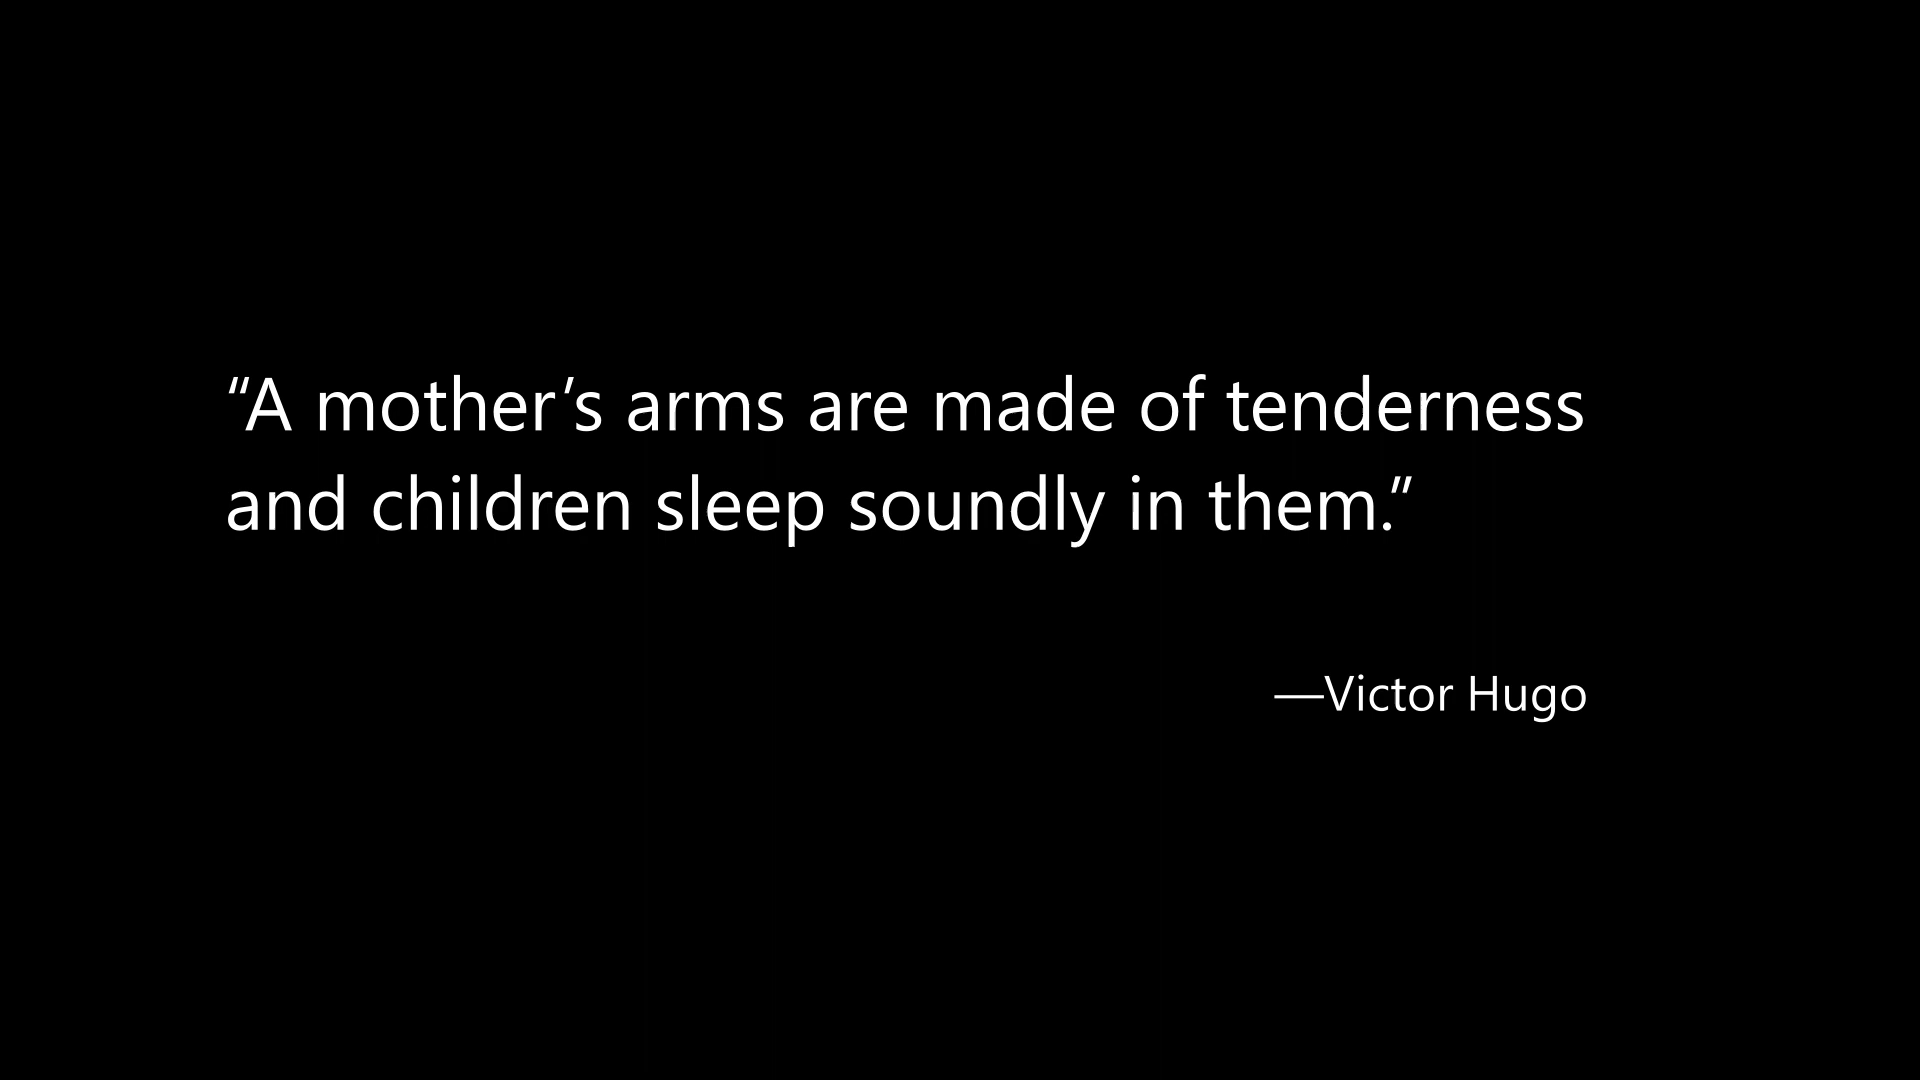 “A mother’s arms are made of tenderness
and children sleep soundly in them.”
—Victor Hugo